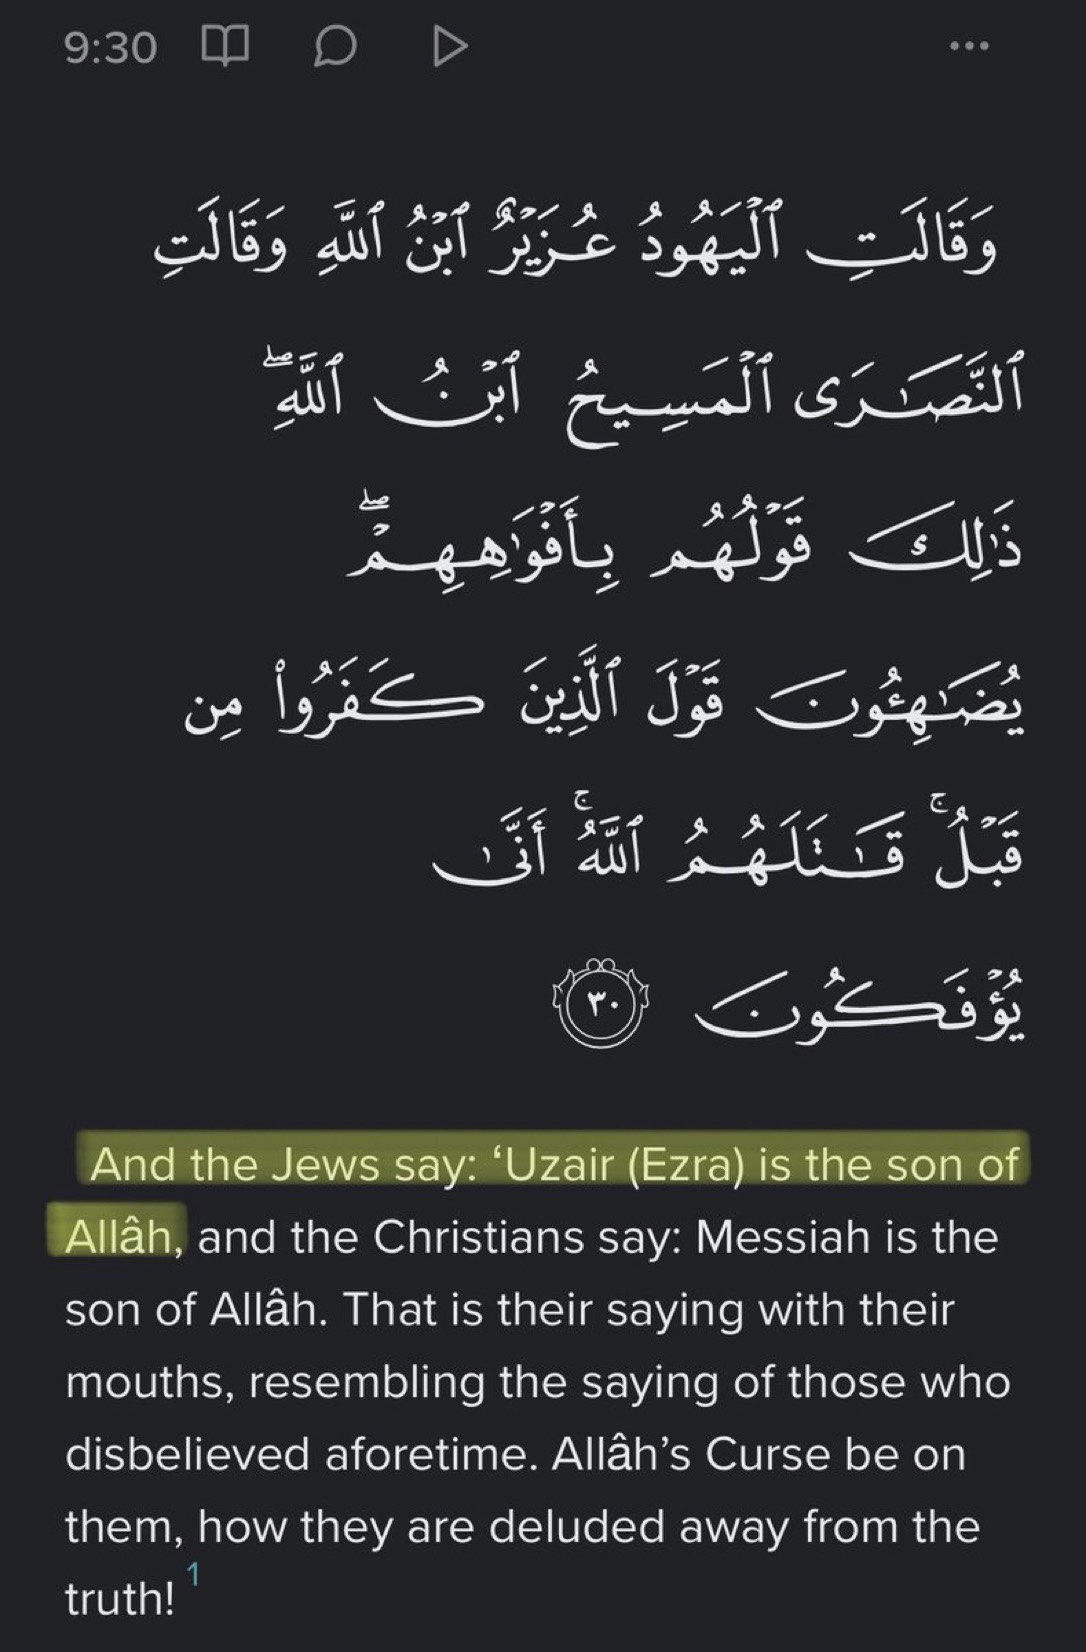 9:30
وَقَالَتِ ٱلۡيَهُودُ عُزَيۡرٌ ٱبۡنُ ٱللَّهِ وَقَالَتِ
ٱلنَّصَٰرَى ٱلۡمَسِيحُ ٱبۡنُ ٱللَّهِۖ
ذَٰلِكَ قَوۡلُهُم بِأَفۡوَٰهِهِمۡۖ
يُضَٰهِـُٔونَ قَوۡلَ ٱلَّذِينَ كَفَرُواْ مِن
قَبۡلُۚ قَٰتَلَهُمُ ٱللَّهُۚ أَنَّىٰ
يُؤۡفَكُونَ ٣٠
And the Jews say: ‘Uzair (Ezra) is the son of
Allâh, and the Christians say: Messiah is the
son of Allâh. That is their saying with their
mouths, resembling the saying of those who
disbelieved aforetime. Allâh’s Curse be on
them, how they are deluded away from the
truth! 1